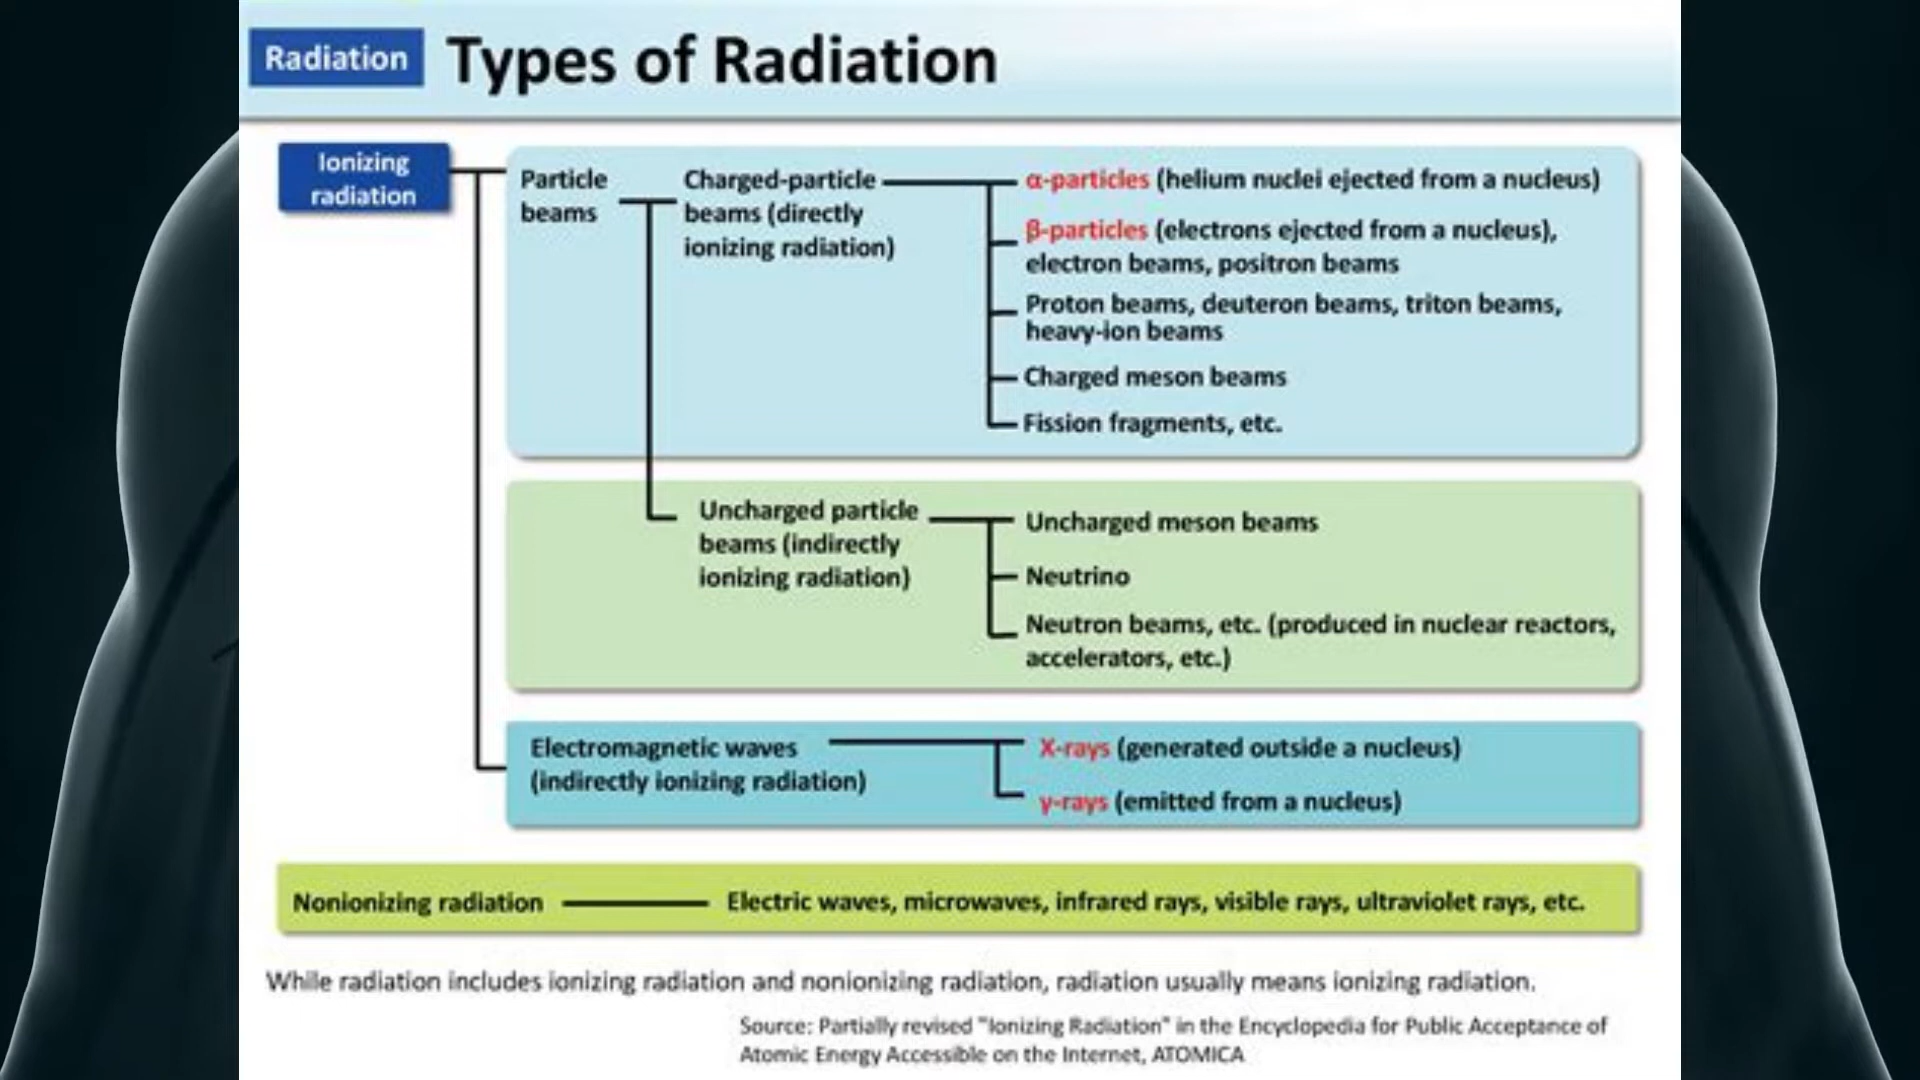 Radiation
Types of Radiation
Ionizing
radiation
Particle
beams
Charged-particle
beams (directly
ionizing radiation)
α-particles (helium nuclei ejected from a nucleus)
β-particles (electrons ejected from a nucleus),
electron beams, positron beams
Proton beams, deuteron beams, triton beams,
heavy-ion beams
Charged meson beams
Fission fragments, etc.
Uncharged particle
beams (indirectly
ionizing radiation)
Uncharged meson beams
Neutrino
Neutron beams, etc. (produced in nuclear reactors,
accelerators, etc.)
Electromagnetic waves
(indirectly ionizing radiation)
X-rays (generated outside a nucleus)
γ-rays (emitted from a nucleus)
Nonionizing radiation
Electric waves, microwaves, infrared rays, visible rays, ultraviolet rays, etc.
While radiation includes ionizing radiation and nonionizing radiation, radiation usually means ionizing radiation.
Source: Partially revised "Ionizing Radiation" in the Encyclopedia for Public Acceptance of
Atomic Energy Accessible on the Internet, ATOMICA